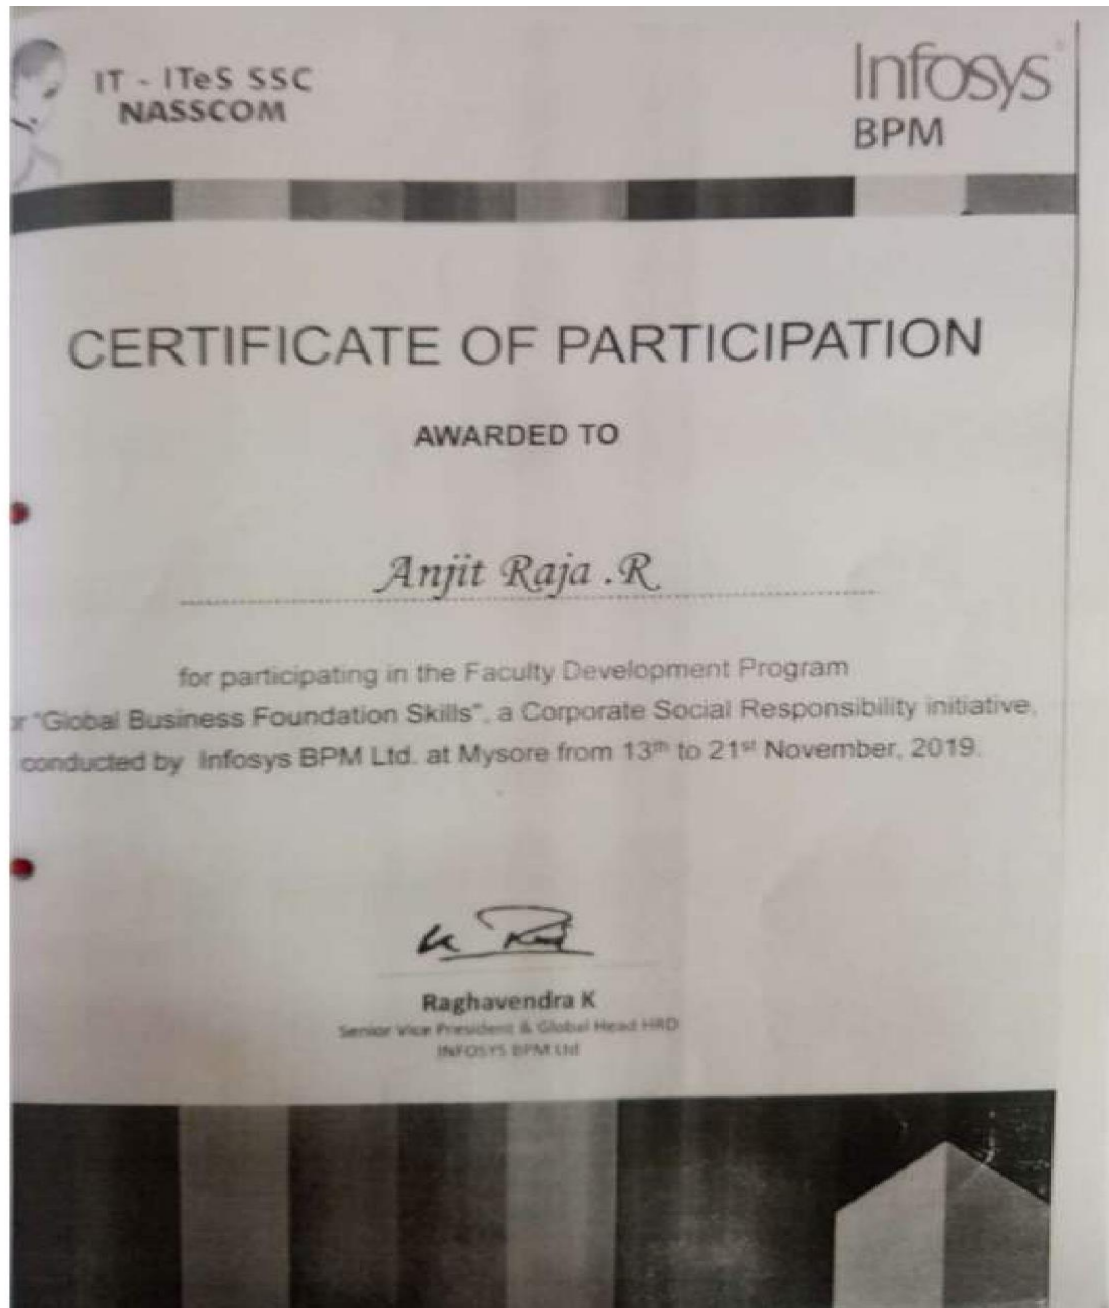 IT - ITeS SSC
NASSCOM
Infosys
BPM
CERTIFICATE OF PARTICIPATION
AWARDED TO
Anjit Raja .R
for participating in the Faculty Development Program
r "Global Business Foundation Skills", a Corporate Social Responsibility initiative,
conducted by Infosys BPM Ltd. at Mysore from 13th to 21st November, 2019.
Raghavendra K
Senior Vice President & Global Head HRD
INFOSYS BPM Ltd